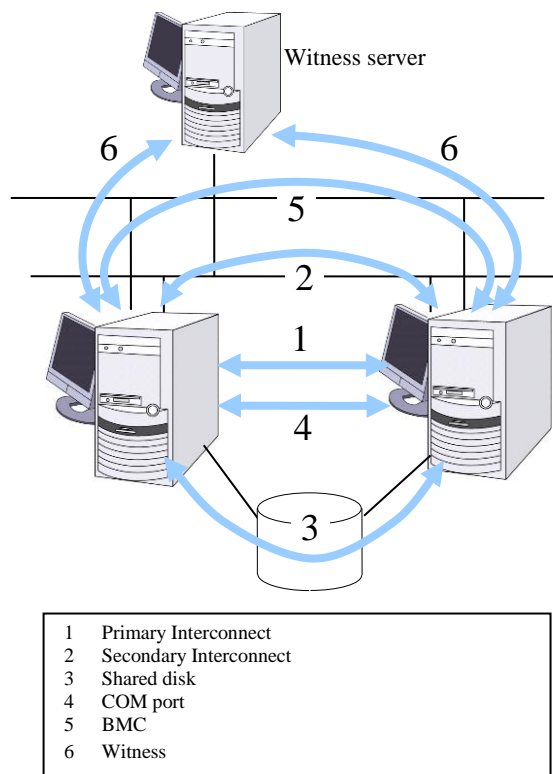 Witness server
6 6
5
2
1
4
3
1 Primary Interconnect
2 Secondary Interconnect
3 Shared disk
4 COM port
5 BMC
6 Witness